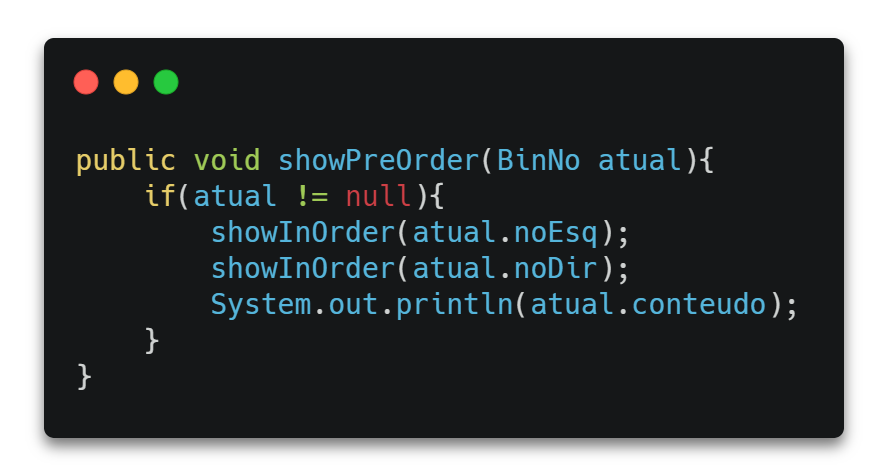 public void showPreOrder(BinNo atual){
    if(atual != null){
        showInOrder(atual.noEsq);
        showInOrder(atual.noDir);
        System.out.println(atual.conteudo);
    }
}